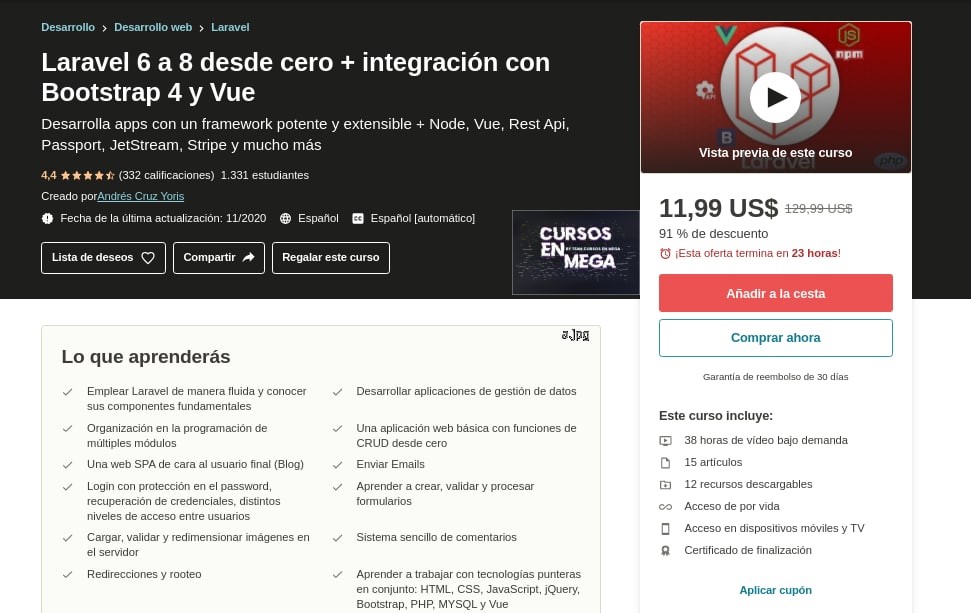 Desarrollo > Desarrollo web > Laravel
Laravel 6 a 8 desde cero + integración con
Bootstrap 4 y Vue
Desarrolla apps con un framework potente y extensible + Node, Vue, Rest Api,
Passport, JetStream, Stripe y mucho más
4,4 (332 calificaciones) 1.331 estudiantes
Creado porAndrés Cruz Yoris
Fecha de la última actualización: 11/2020 Español Español [automático]
Lista de deseos Compartir Regalar este curso
CURSOS
EN
MEGA
JS
npm
API
B
Vista previa de este curso
Laravel
php
11,99 US$ 129,99 US$
91 % de descuento
¡Esta oferta termina en 23 horas!
Añadir a la cesta
Comprar ahora
Garantía de reembolso de 30 días
Este curso incluye:
38 horas de vídeo bajo demanda
15 artículos
12 recursos descargables
Acceso de por vida
Acceso en dispositivos móviles y TV
Certificado de finalización
Aplicar cupón
Lo que aprenderás
Emplear Laravel de manera fluida y conocer
sus componentes fundamentales
Organización en la programación de
múltiples módulos
Una web SPA de cara al usuario final (Blog)
Login con protección en el password,
recuperación de credenciales, distintos
niveles de acceso entre usuarios
Cargar, validar y redimensionar imágenes en
el servidor
Redirecciones y rooteo
Desarrollar aplicaciones de gestión de datos
Una aplicación web básica con funciones de
CRUD desde cero
Enviar Emails
Aprender a crear, validar y procesar
formularios
Sistema sencillo de comentarios
Aprender a trabajar con tecnologías punteras
en conjunto: HTML, CSS, JavaScript, jQuery,
Bootstrap, PHP, MYSQL y Vue